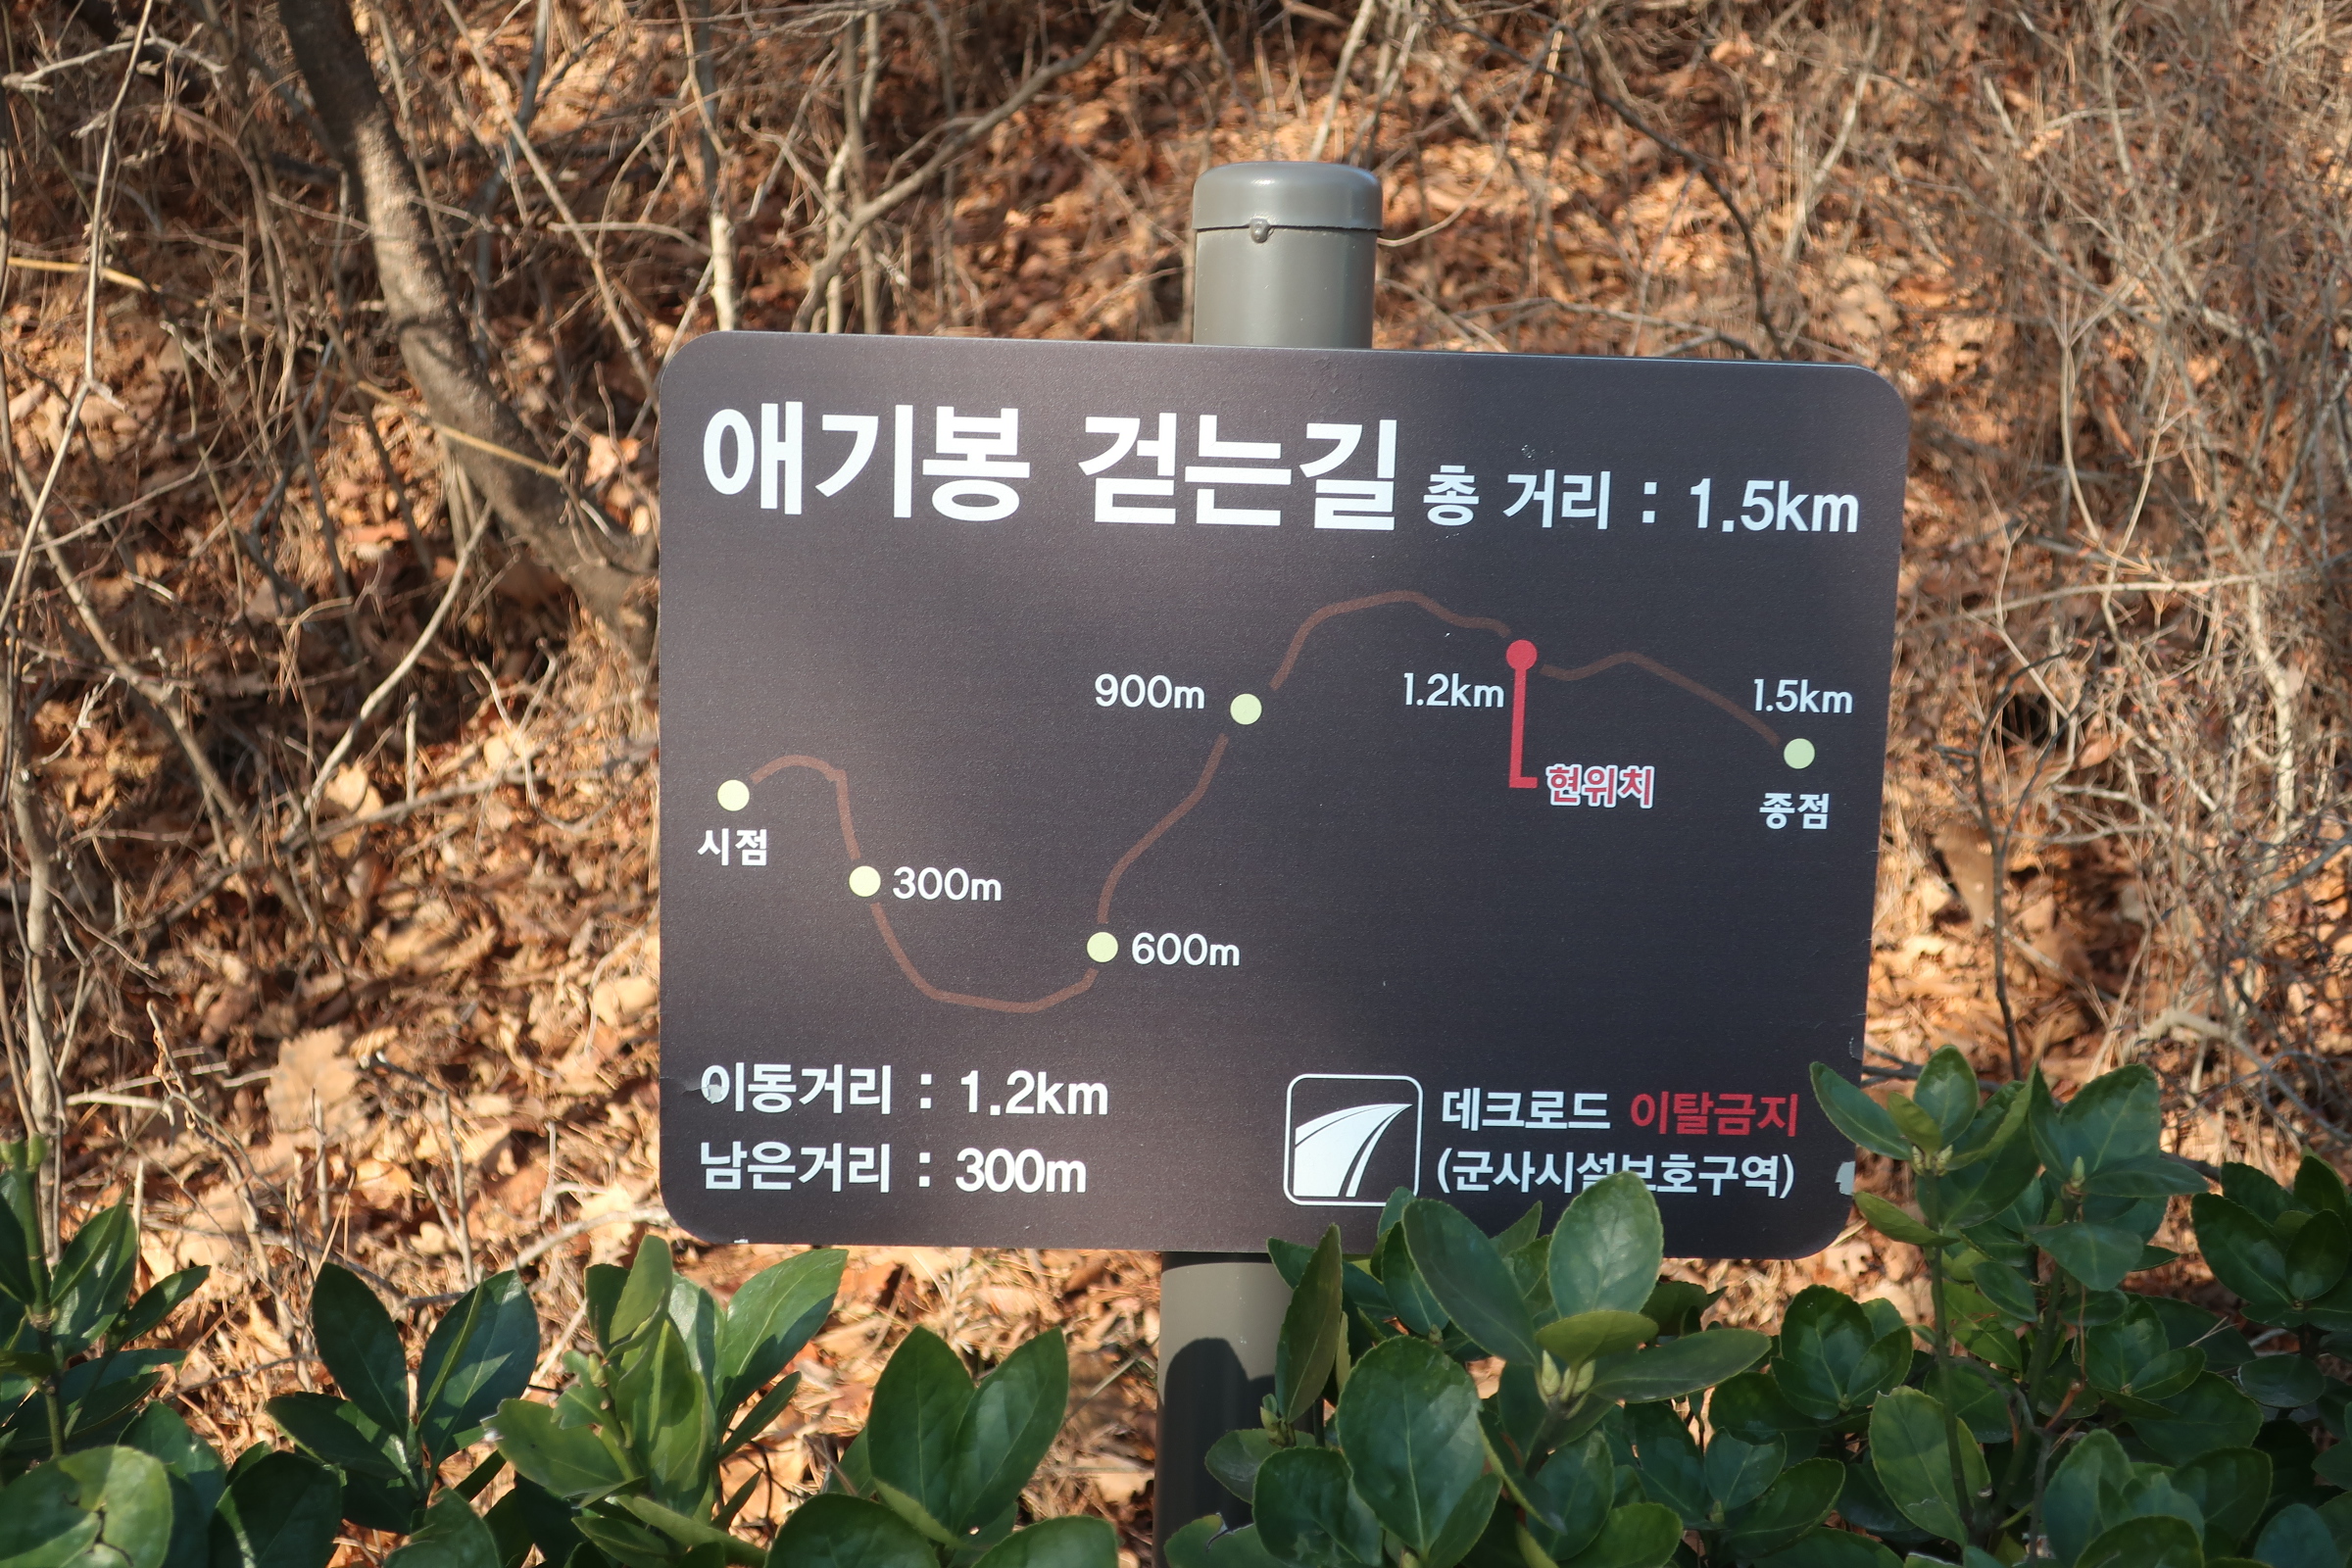 애기봉 걷는길 총 거리 : 1.5km
900m
1.2km
1.5km
현위치
종점
시점
300m
600m
이동거리 : 1.2km
남은거리 : 300m
데크로드 이탈금지
(군사시설보호구역)